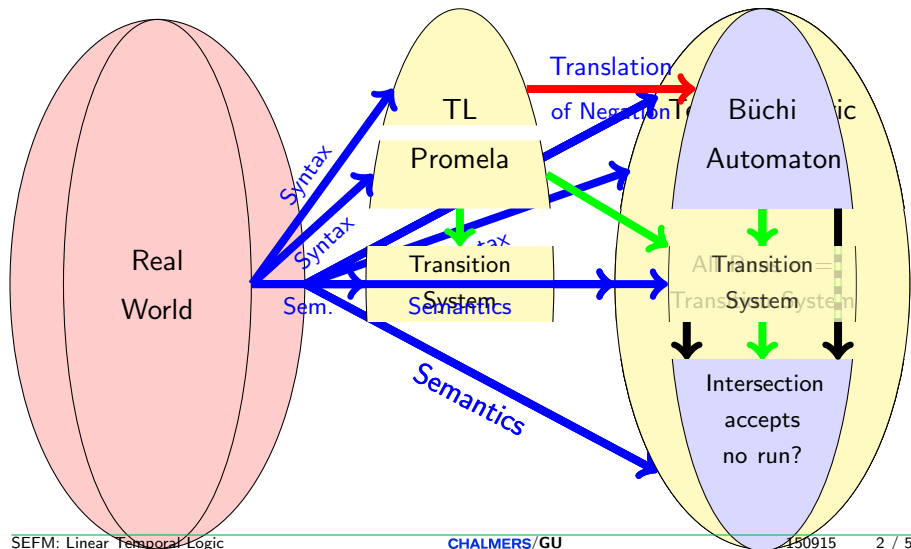 Translation
of Negation
TL
Büchi
Promela
Automaton
Syntax
Syntax
Real
World
Transition
System
Transition
System
Sem.
Semantics
Semantics
Intersection
accepts
no run?
SEFM: Linear Temporal Logic
CHALMERS/GU
150915
2 / 5